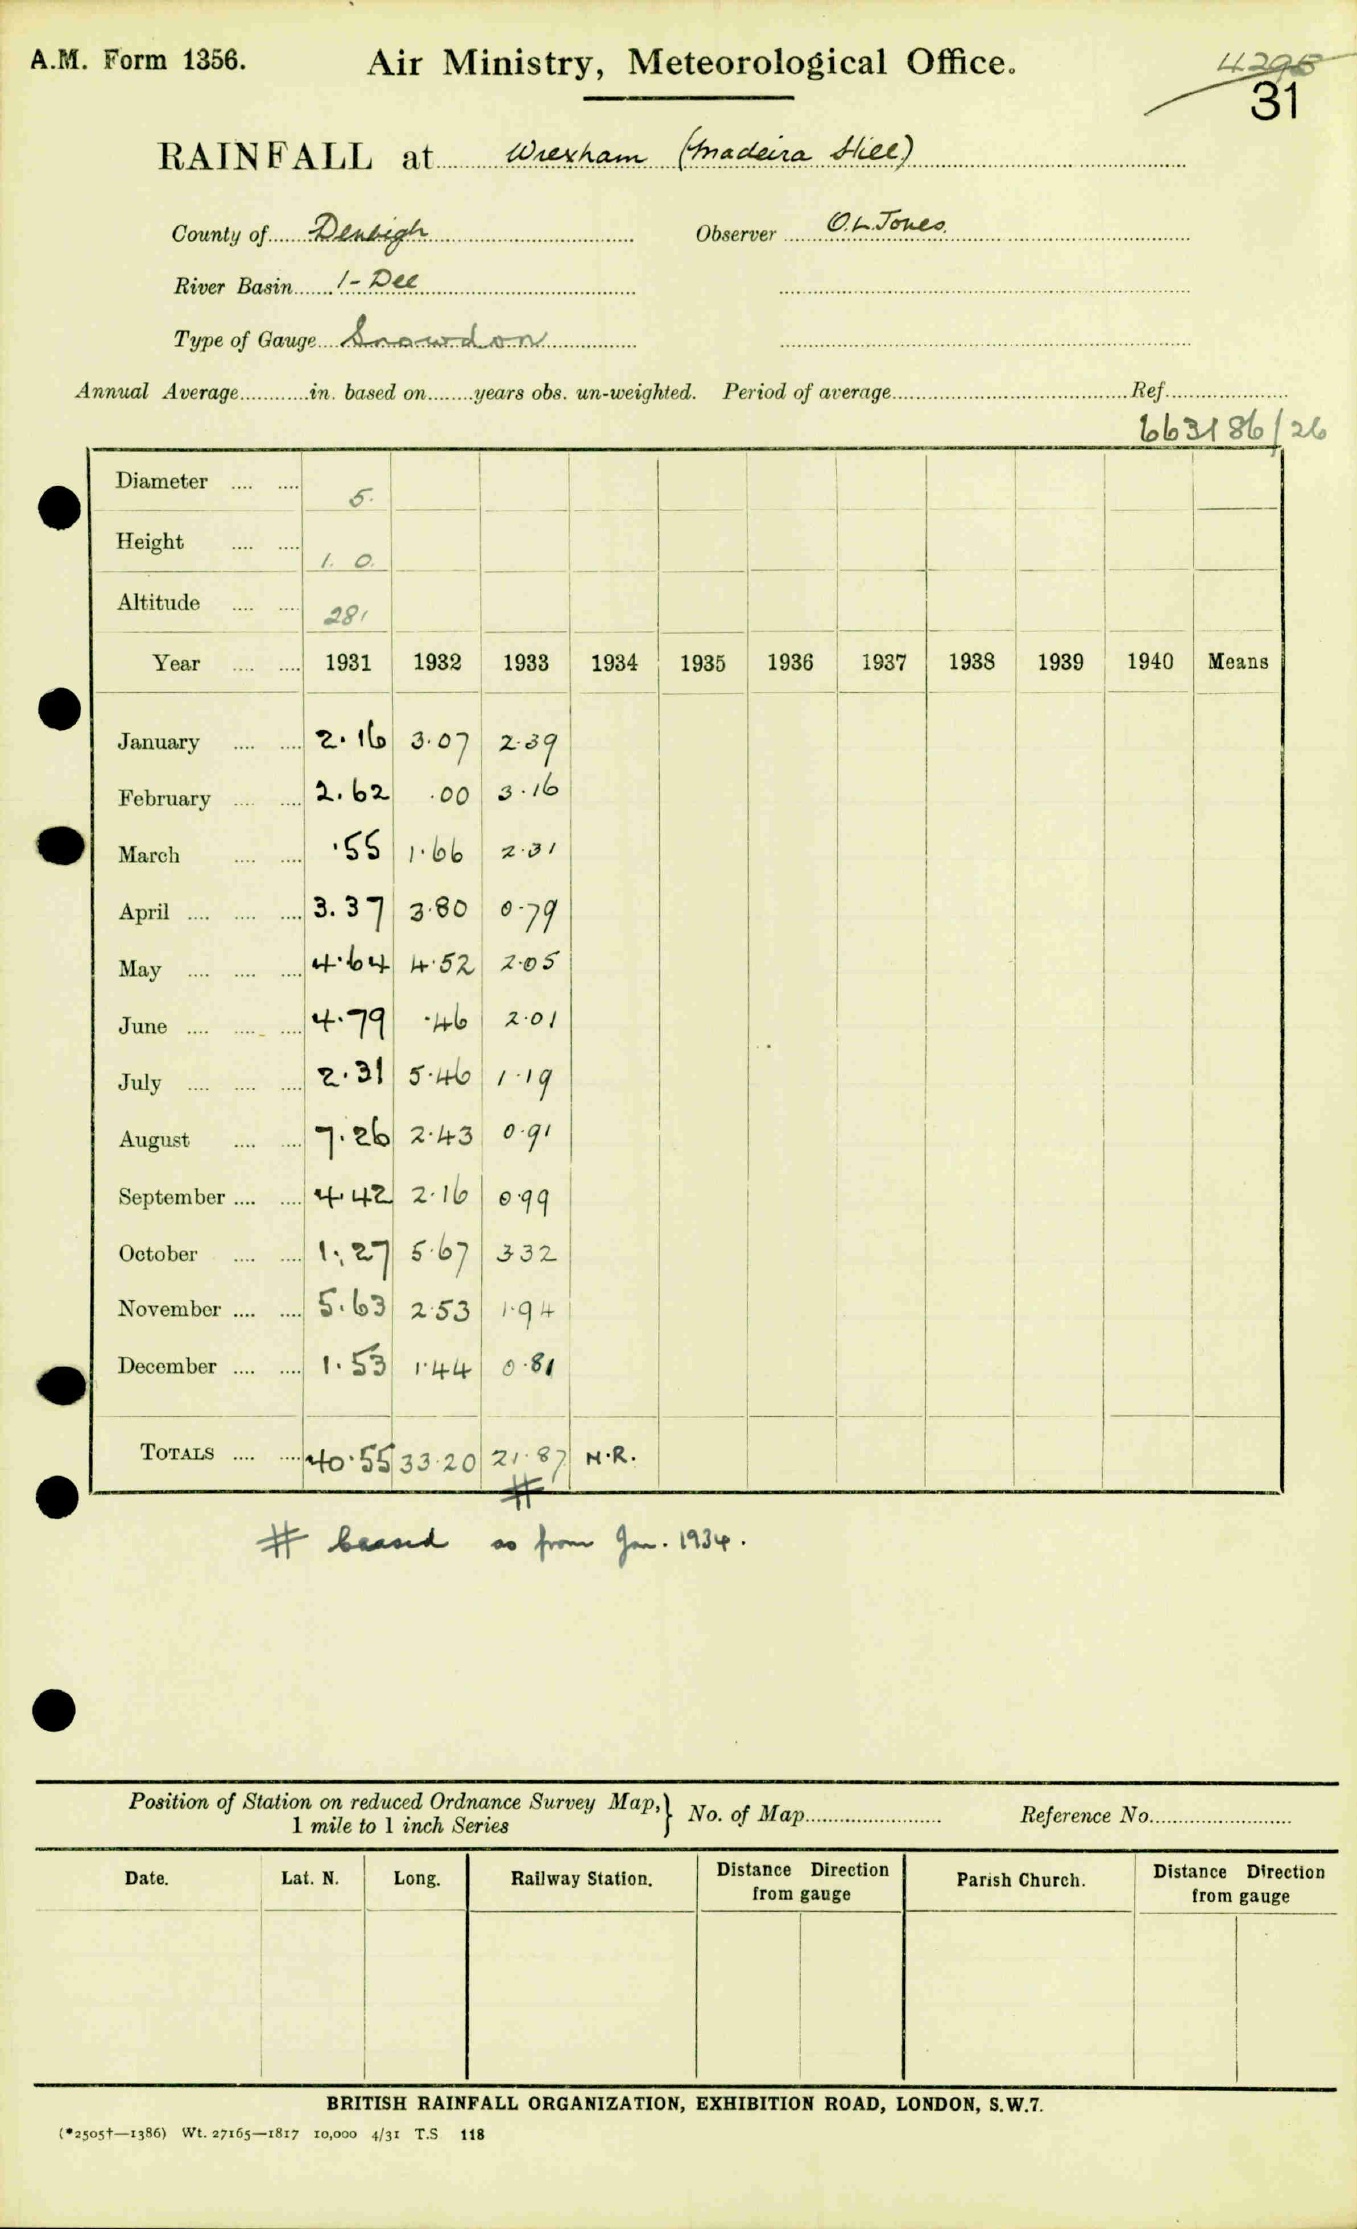 A.M. Form 1356.
Air Ministry, Meteorological Office.
4295
31
RAINFALL at Wrexham (Madeira Hill)
County of Denbigh Observer O.L. Jones.
River Basin 1 - Dee
Type of Gauge Snowdon
Annual Average in. based on years obs. un-weighted. Period of average Ref.
663186/26
Diameter 5.
Height 1. 0.
Altitude 281
Year 1931 1932 1933 1934 1935 1936 1937 1938 1939 1940 Means
January 2.16 3.07 2.39
February 2.62 .00 3.16
March .55 1.66 2.31
April 3.37 3.80 0.79
May 4.64 4.52 2.05
June 4.79 .46 2.01
July 2.31 5.46 1.19
August 7.26 2.43 0.91
September 4.42 2.16 0.99
October 1.27 5.67 3.32
November 5.63 2.53 1.94
December 1.53 1.44 0.81
TOTALS 40.55 33.20 21.87 N.R.
#
# Ceased as from Jan. 1934.
Position of Station on reduced Ordnance Survey Map, } No. of Map Reference No.
1 mile to 1 inch Series
Date. Lat. N. Long. Railway Station. Distance Direction from gauge Parish Church. Distance Direction from gauge
BRITISH RAINFALL ORGANIZATION, EXHIBITION ROAD, LONDON, S.W.7.
(*2505†—1386) Wt. 27165—1817 10,000 4/31 T.S 118